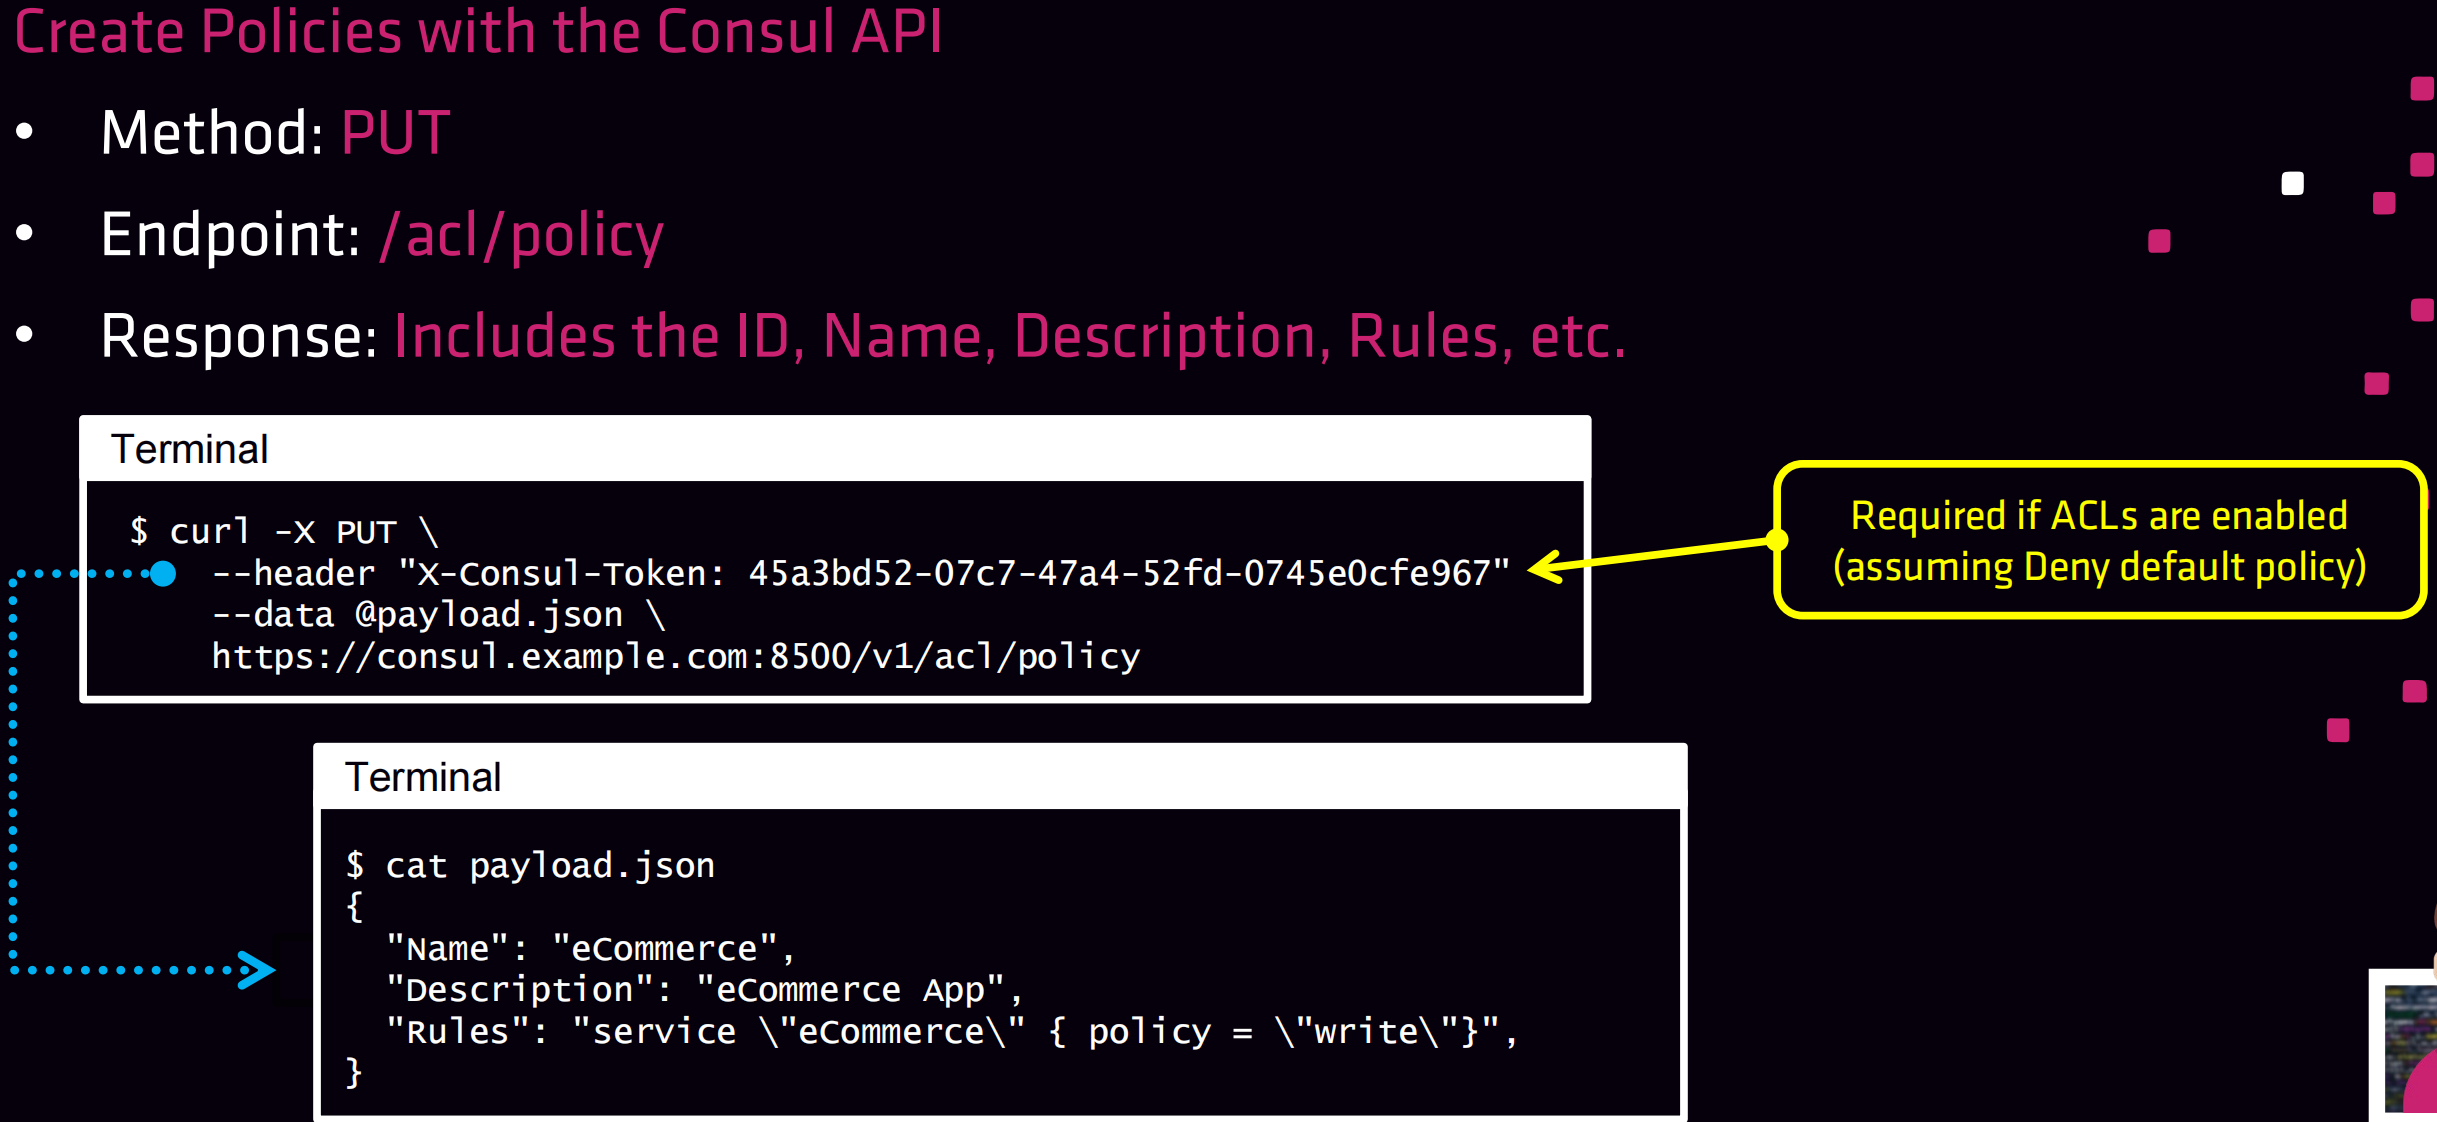 Create Policies with the Consul API
• Method: PUT
• Endpoint: /acl/policy
• Response: Includes the ID, Name, Description, Rules, etc.
Terminal
$ curl -X PUT \
--header "X-Consul-Token: 45a3bd52-07c7-47a4-52fd-0745e0cfe967"
--data @payload.json \
https://consul.example.com:8500/v1/acl/policy
Required if ACLs are enabled
(assuming Deny default policy)
Terminal
$ cat payload.json
{
"Name": "eCommerce",
"Description": "eCommerce App",
"Rules": "service \"eCommerce\" { policy = \"write\"}",
}